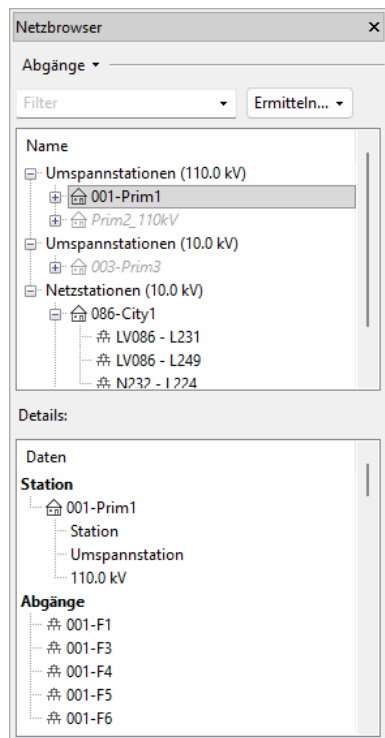 Netzbrowser
Abgänge
Filter
Ermitteln...
Name
Umspannstationen (110.0 kV)
001-Prim1
Prim2_110kV
Umspannstationen (10.0 kV)
003-Prim3
Netzstationen (10.0 kV)
086-City1
LV086 - L231
LV086 - L249
N232 - L224
Details:
Daten
Station
001-Prim1
Station
Umspannstation
110.0 kV
Abgänge
001-F1
001-F3
001-F4
001-F5
001-F6